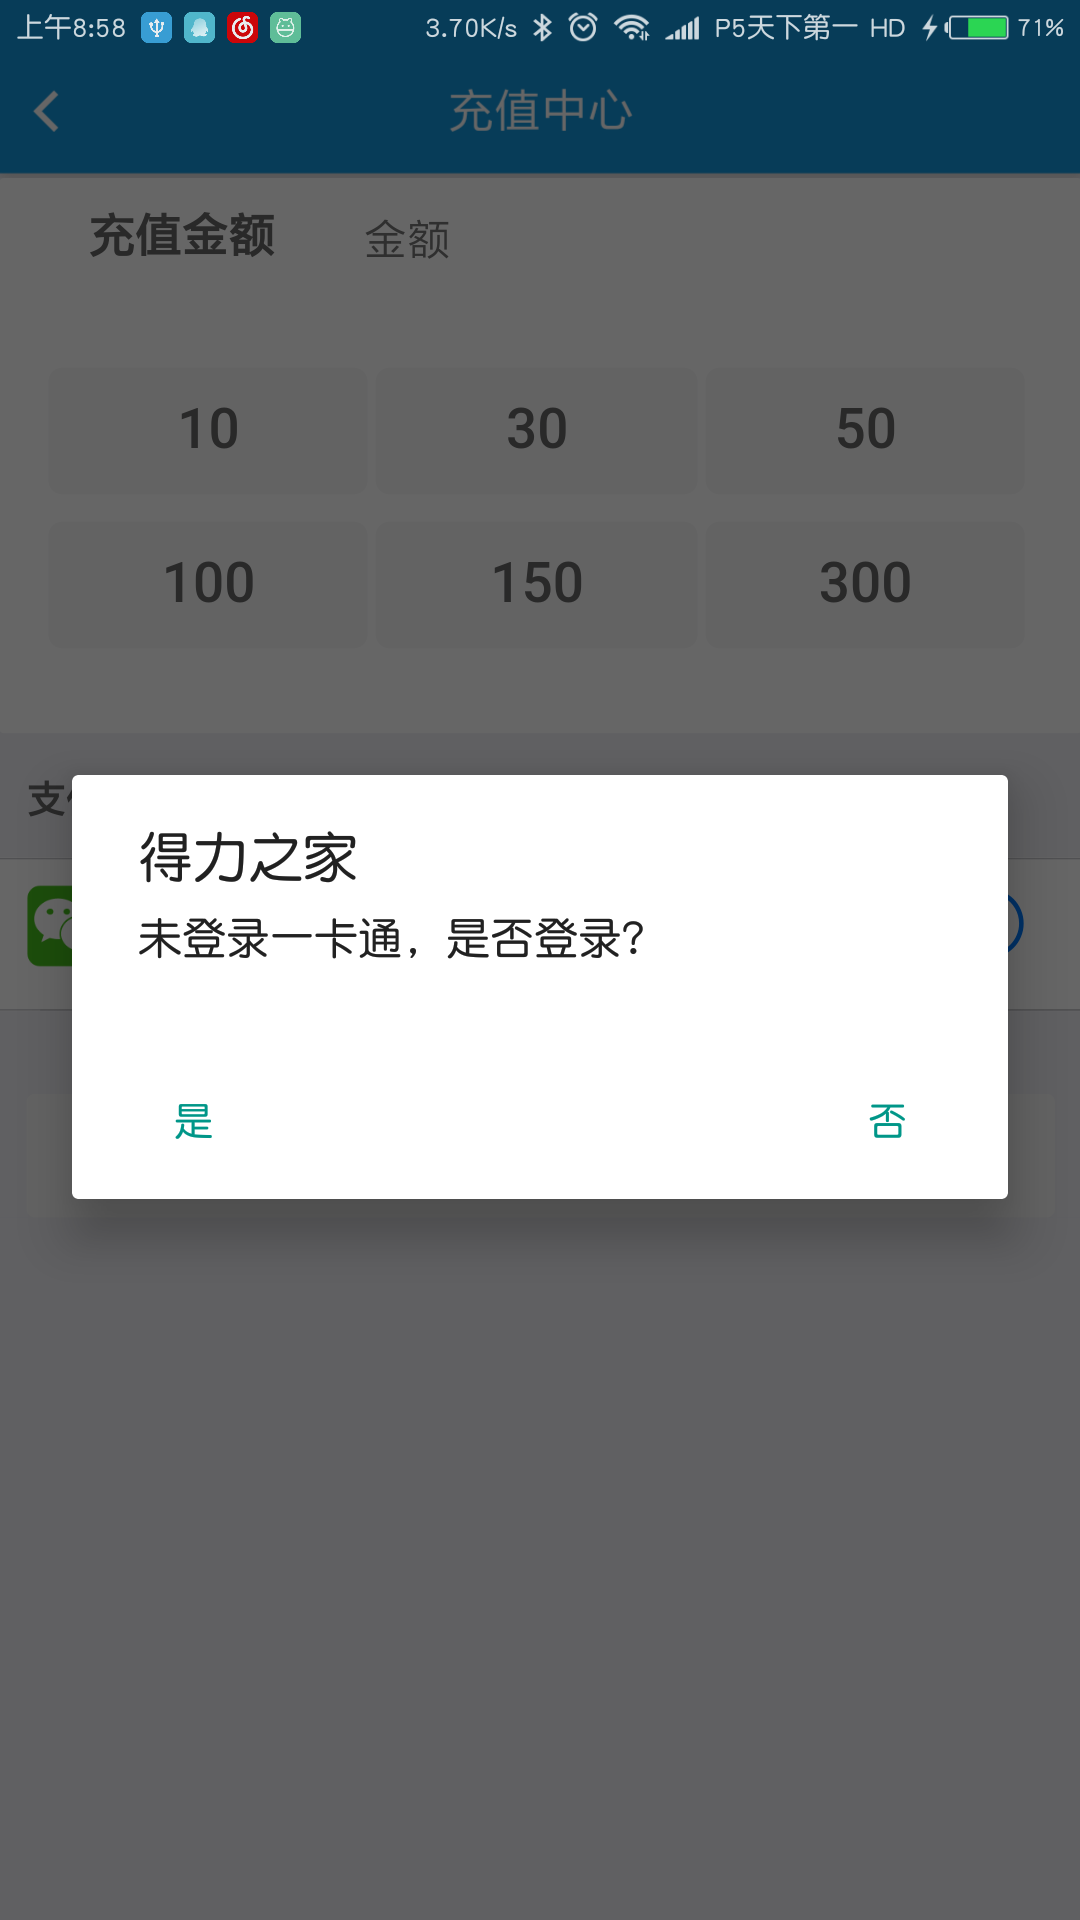 上午8:58 3.70K/s P5天下第一 HD 71%
充值中心
充值金额 金额
10 30 50
100 150 300
支
得力之家
未登录一卡通，是否登录？
是 否